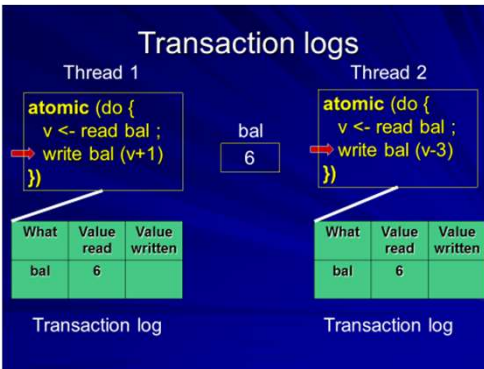 Transaction logs
Thread 1
atomic (do {
v <- read bal ;
write bal (v+1)
})
bal
6
Thread 2
atomic (do {
v <- read bal ;
write bal (v-3)
})
What Value read Value written
bal 6
Transaction log
What Value read Value written
bal 6
Transaction log